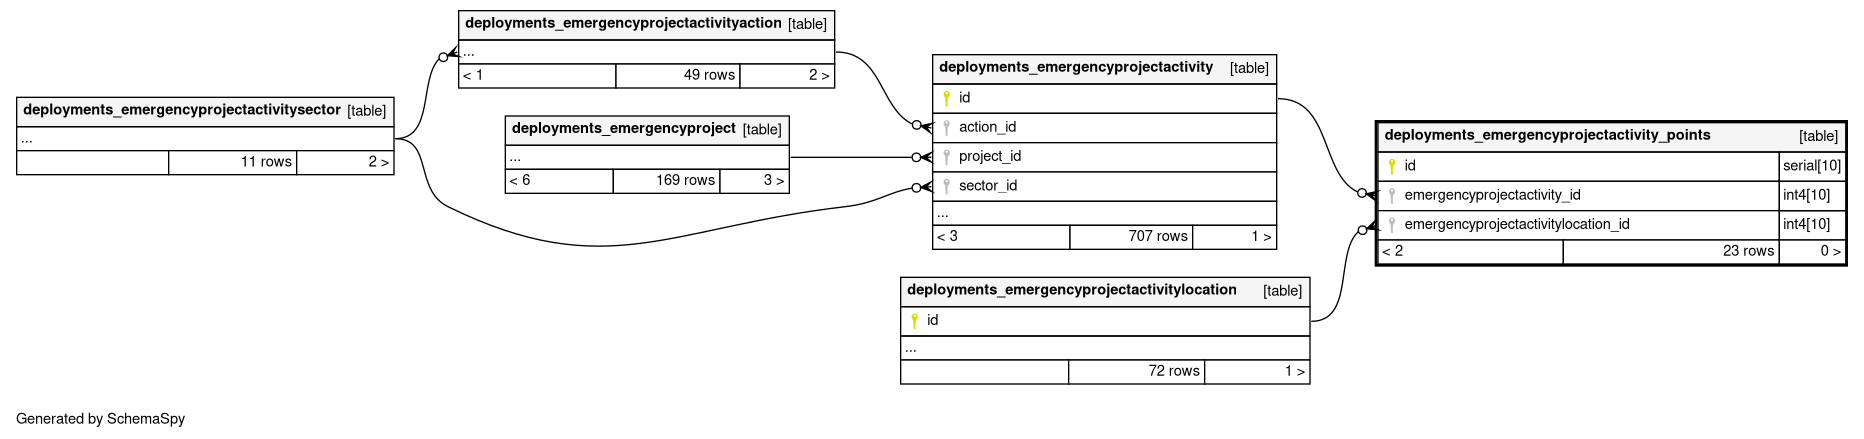 deployments_emergencyprojectactivitysector [table]
...
11 rows 2 >
deployments_emergencyprojectactivityaction [table]
...
< 1 49 rows 2 >
deployments_emergencyproject [table]
...
< 6 169 rows 3 >
deployments_emergencyprojectactivity [table]
id
action_id
project_id
sector_id
...
< 3 707 rows 1 >
deployments_emergencyprojectactivitylocation [table]
id
...
72 rows 1 >
deployments_emergencyprojectactivity_points [table]
id serial[10]
emergencyprojectactivity_id int4[10]
emergencyprojectactivitylocation_id int4[10]
< 2 23 rows 0 >
Generated by SchemaSpy